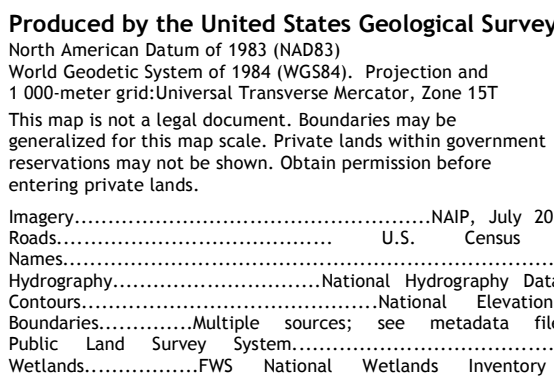 Produced by the United States Geological Survey
North American Datum of 1983 (NAD83)
World Geodetic System of 1984 (WGS84). Projection and
1 000-meter grid:Universal Transverse Mercator, Zone 15T
This map is not a legal document. Boundaries may be
generalized for this map scale. Private lands within government
reservations may not be shown. Obtain permission before
entering private lands.
Imagery....................................................NAIP, July
Roads........................................ U.S. Census
Names........................................................................
Hydrography..............................National Hydrography
Contours...........................................National Elevation
Boundaries..............Multiple sources; see metadata
Public Land Survey System......................................
Wetlands.................FWS National Wetlands Inventory